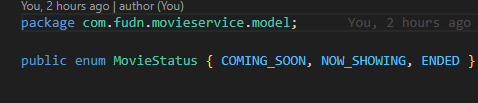 You, 2 hours ago | author (You)
package com.fudn.movieservice.model; You, 2 hours ago
public enum MovieStatus { COMING_SOON, NOW_SHOWING, ENDED }